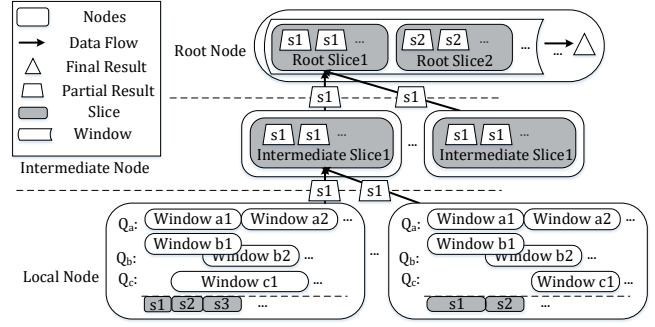 Nodes
Data Flow
Final Result
Partial Result
Slice
Window
Root Node
s1 s1 ...
Root Slice1
s2 s2 ...
Root Slice2
...
...
s1
s1
Intermediate Node
s1 s1 ...
Intermediate Slice1
...
s1 s1 ...
Intermediate Slice1
s1
s1
Local Node
Qa: Window a1 Window a2 ...
Window b1
Qb: Window b2 ...
Qc: Window c1 ...
s1 s2 s3 ...
...
Qa: Window a1 Window a2 ...
Window b1
Qb: Window b2 ...
Qc: Window c1 ...
s1 s2 ...